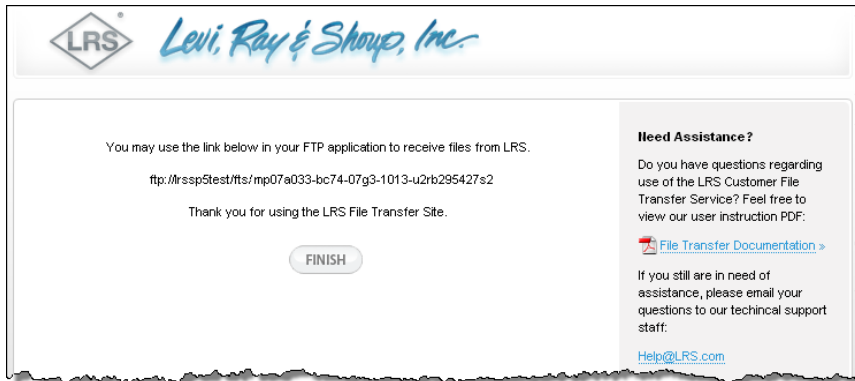 LRS
Levi, Ray & Shoup, Inc.
You may use the link below in your FTP application to receive files from LRS.
ftp://lrssp5test/fts/mp07a033-bc74-07g3-1013-u2rb295427s2
Thank you for using the LRS File Transfer Site.
FINISH
Need Assistance?
Do you have questions regarding
use of the LRS Customer File
Transfer Service? Feel free to
view our user instruction PDF:
File Transfer Documentation »
If you still are in need of
assistance, please email your
questions to our techincal support
staff:
Help@LRS.com